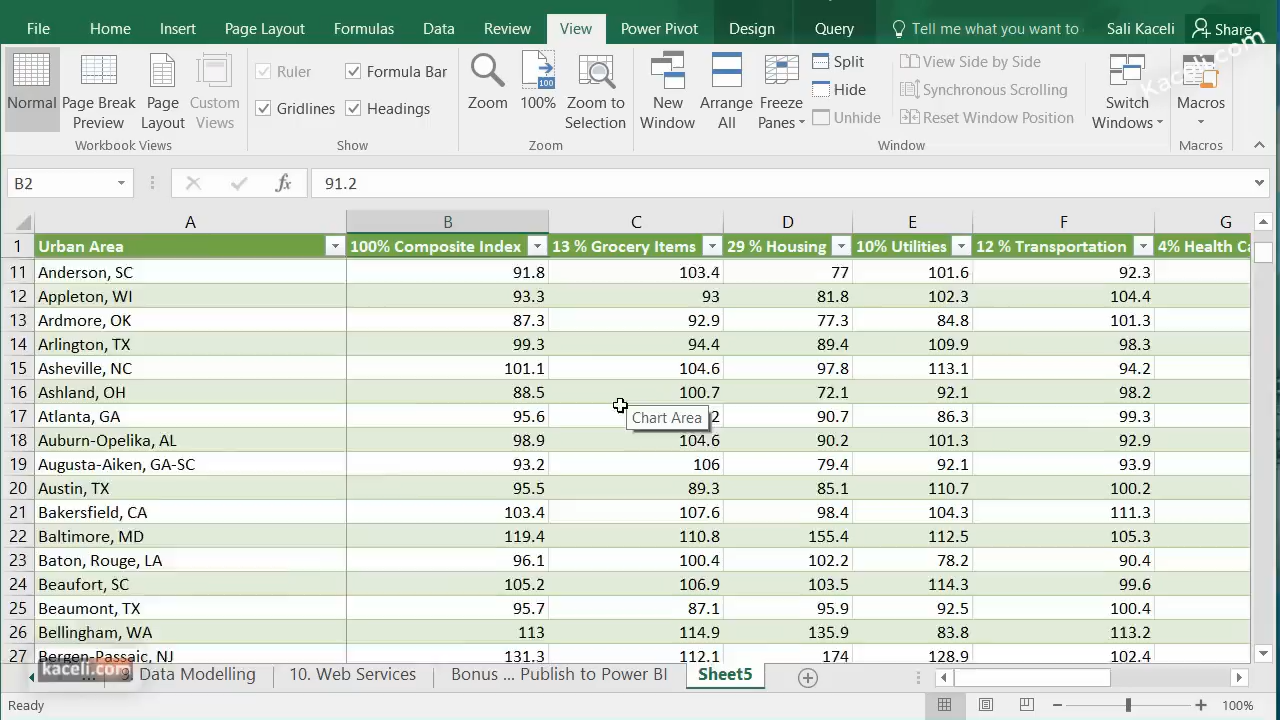 File Home Insert Page Layout Formulas Data Review View Power Pivot Design Query Tell me what you want to Sali Kaceli Share
Kaceli.com
Normal Page Break Preview Page Layout Custom Views
Workbook Views
Ruler Formula Bar
Gridlines Headings
Show
Zoom 100% Zoom to Selection
100
Zoom
New Window Arrange All Freeze Panes
Split
Hide
Unhide
View Side by Side
Synchronous Scrolling
Reset Window Position
Window
Switch Windows
Macros
Macros
B2 fx 91.2
A B C D E F G
1 Urban Area 100% Composite Index 13 % Grocery Items 29 % Housing 10% Utilities 12 % Transportation 4% Health Ca
11 Anderson, SC 91.8 103.4 77 101.6 92.3
12 Appleton, WI 93.3 93 81.8 102.3 104.4
13 Ardmore, OK 87.3 92.9 77.3 84.8 101.3
14 Arlington, TX 99.3 94.4 89.4 109.9 98.3
15 Asheville, NC 101.1 104.6 97.8 113.1 94.2
16 Ashland, OH 88.5 100.7 72.1 92.1 98.2
17 Atlanta, GA 95.6 2 90.7 86.3 99.3
Chart Area
18 Auburn-Opelika, AL 98.9 104.6 90.2 101.3 92.9
19 Augusta-Aiken, GA-SC 93.2 106 79.4 92.1 93.9
20 Austin, TX 95.5 89.3 85.1 110.7 100.2
21 Bakersfield, CA 103.4 107.6 98.4 104.3 111.3
22 Baltimore, MD 119.4 110.8 155.4 112.5 105.3
23 Baton, Rouge, LA 96.1 100.4 102.2 78.2 90.4
24 Beaufort, SC 105.2 106.9 103.5 114.3 99.6
25 Beaumont, TX 95.7 87.1 95.9 92.5 100.4
26 Bellingham, WA 113 114.9 135.9 83.8 113.2
27 Bergen-Passaic, NJ 131.3 112.1 174 128.9 102.4
kaceli.com
... 9. Data Modelling 10. Web Services Bonus ... Publish to Power BI Sheet5
Ready 100%